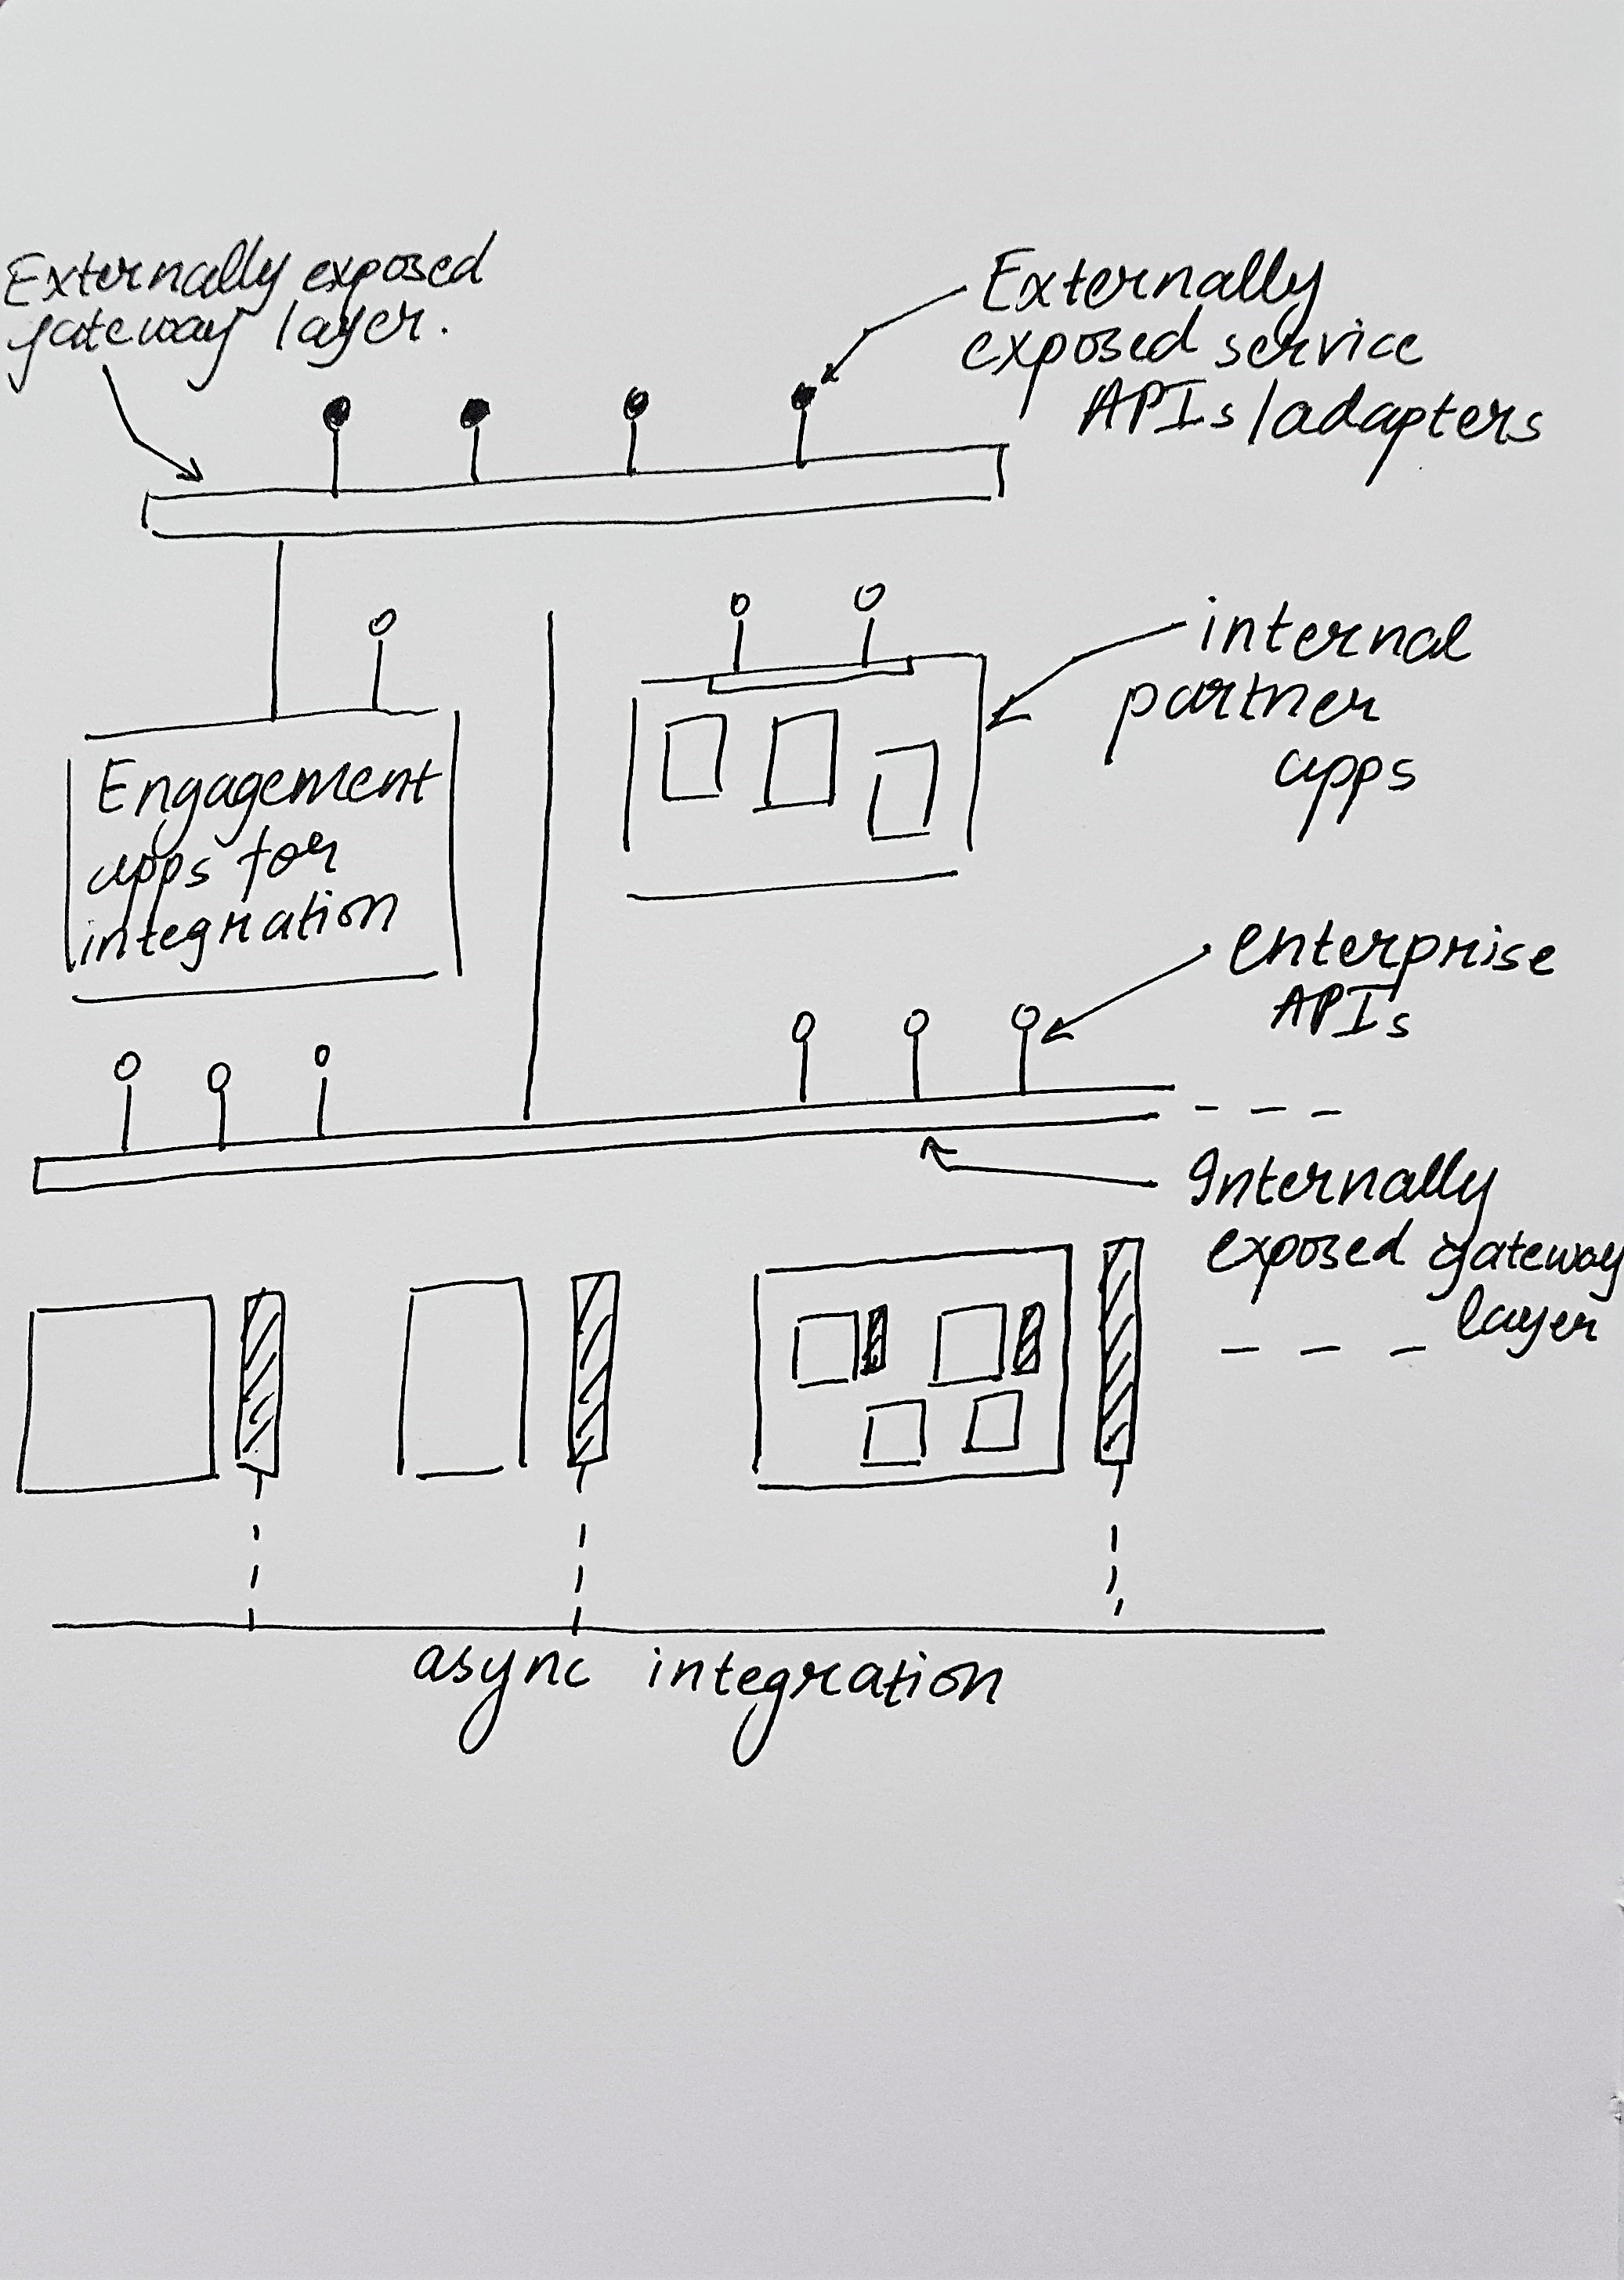 Externally exposed
gateway layer.
Externally
exposed service
APIs/adapters
internal
partner
apps
Engagement
apps for
integration
enterprise
APIs
Internally
exposed gateway
layer
async integration